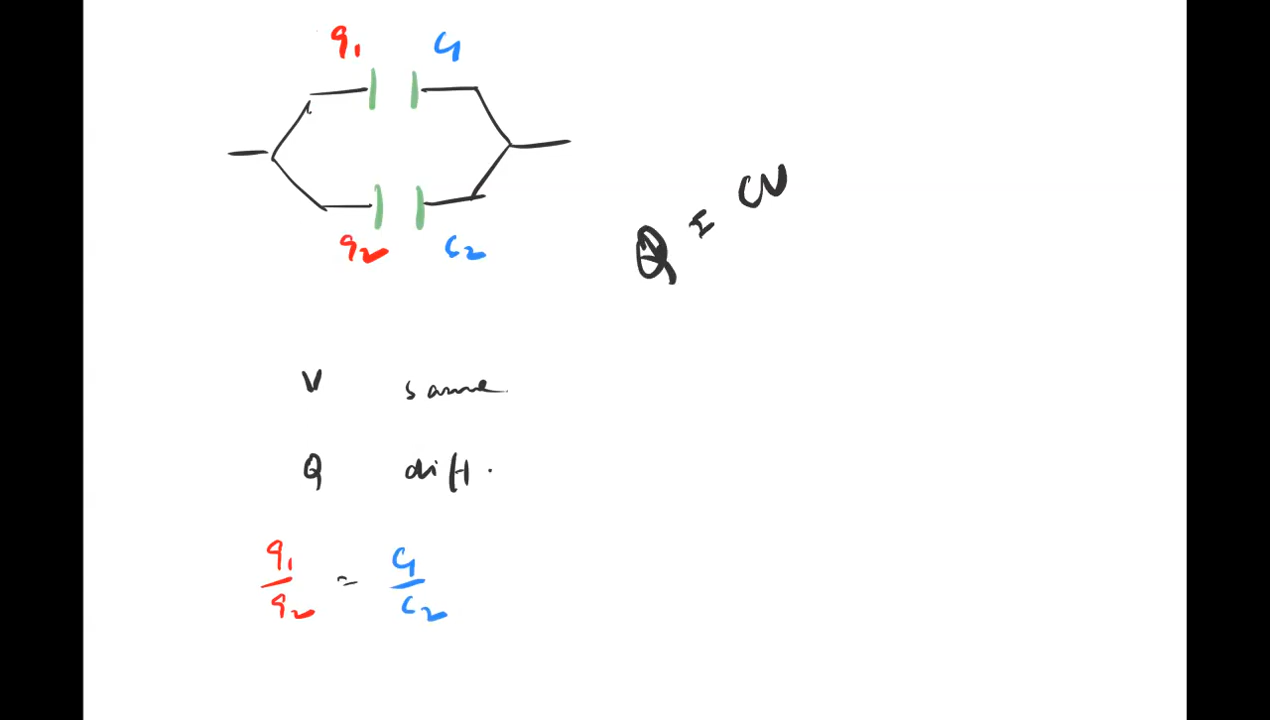 q₁ C₁
q₂ C₂
Q = CV
V same
Q diff.
q₁/q₂ = C₁/C₂